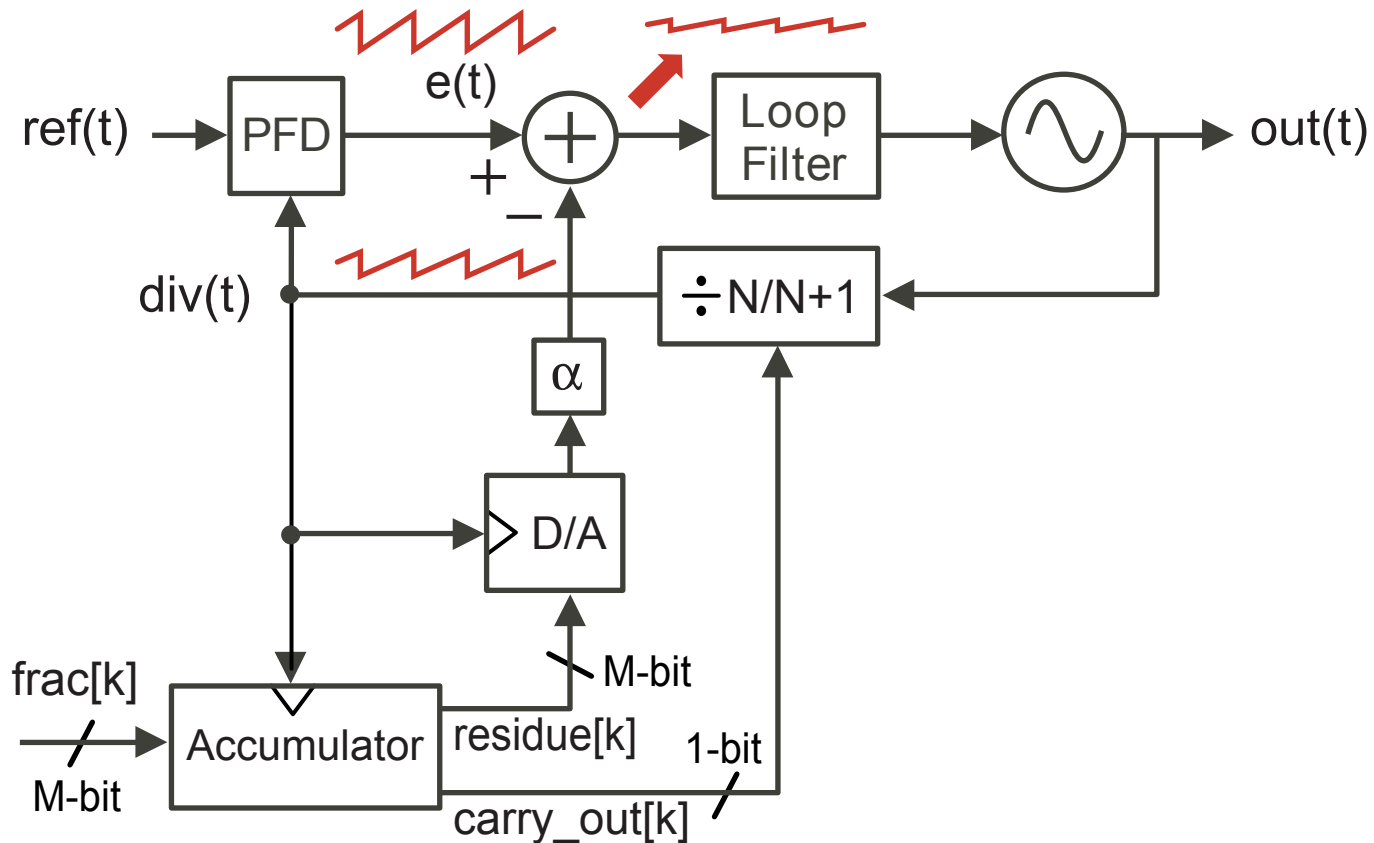 e(t)
ref(t)
PFD
+
Loop
Filter
out(t)
+
−
div(t)
÷N/N+1
α
D/A
frac[k]
M-bit
Accumulator
residue[k]
M-bit
1-bit
carry_out[k]